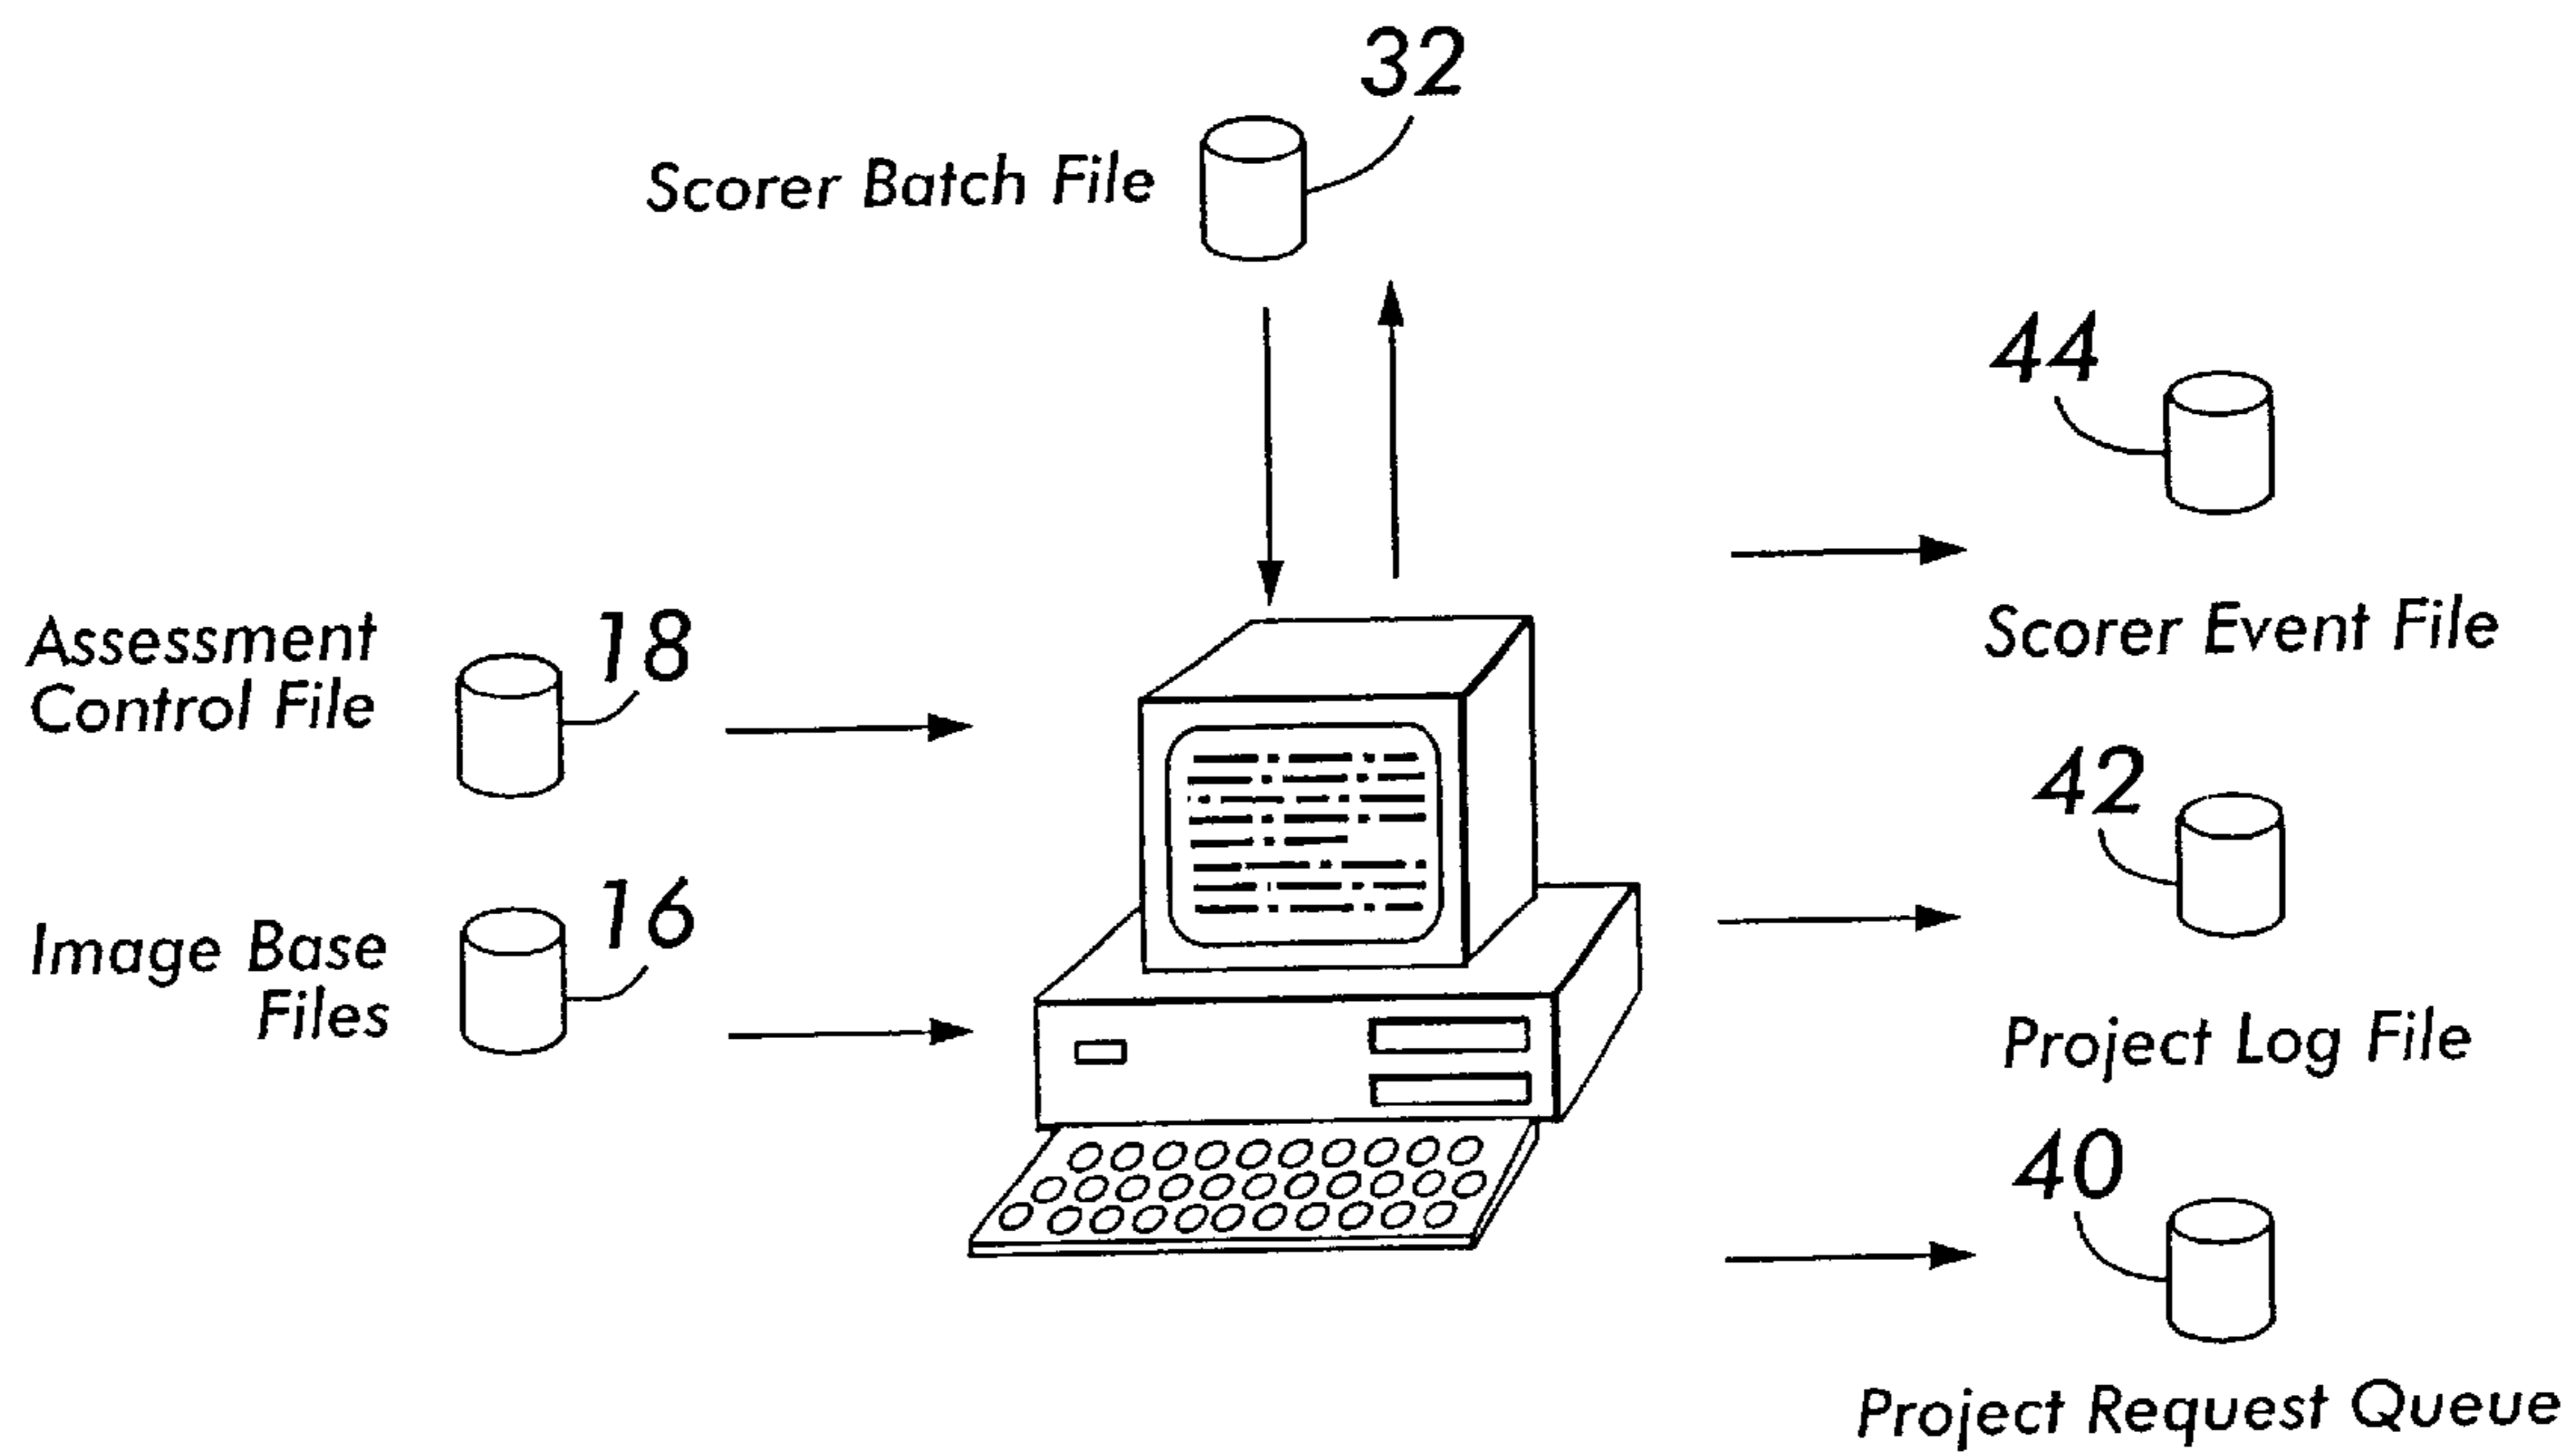 32
Scorer Batch File
44
Scorer Event File
Assessment
Control File
18
42
Image Base
Files
16
Project Log File
40
Project Request Queue